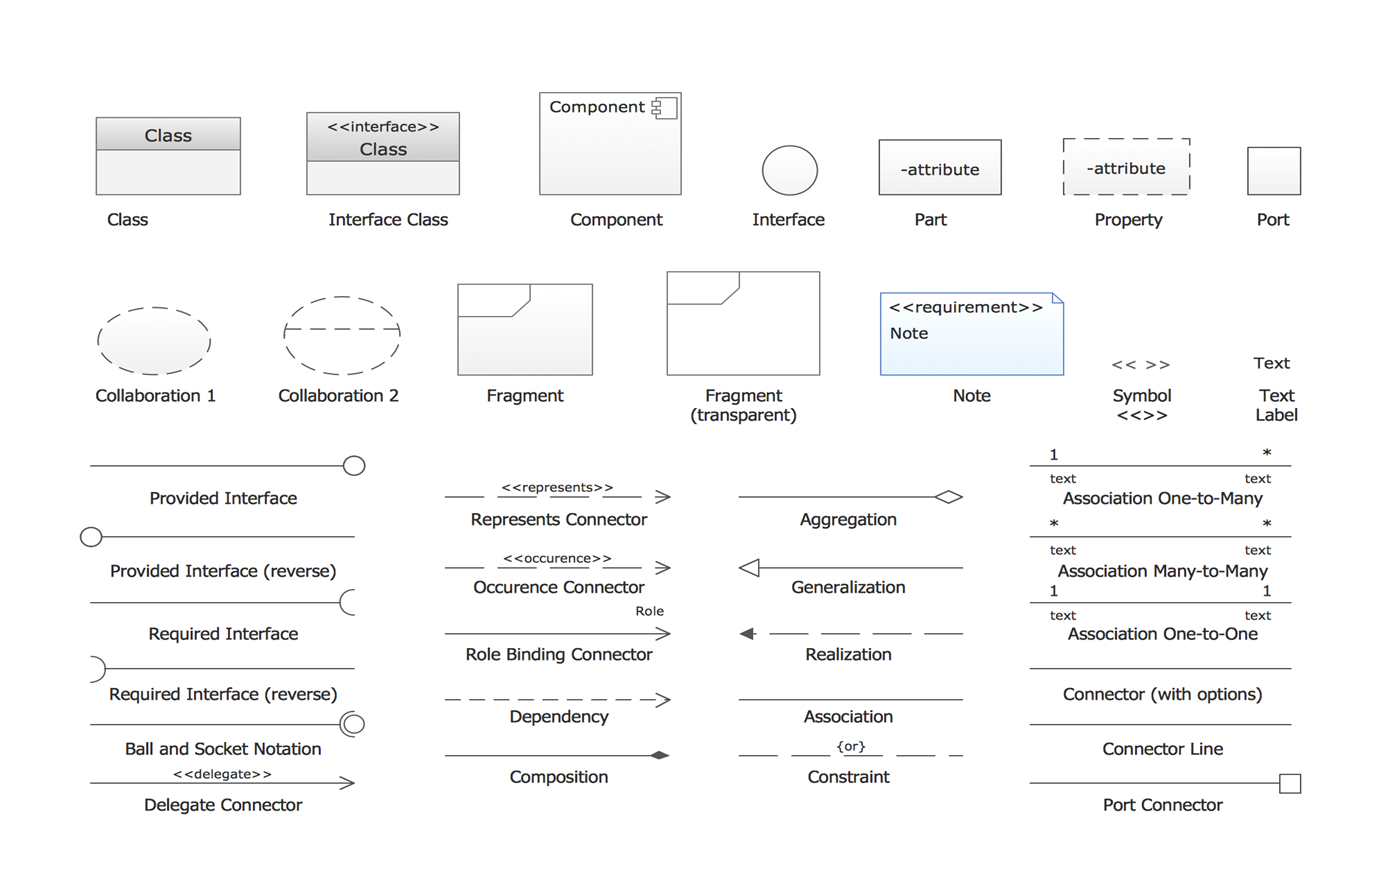 Class
<<interface>>
Class
Component
-attribute
-attribute
Class
Interface Class
Component
Interface
Part
Property
Port
<<requirement>>
Note
<< >>
Text
Collaboration 1
Collaboration 2
Fragment
Fragment
(transparent)
Note
Symbol
<<>>
Text
Label
Provided Interface
Provided Interface (reverse)
Required Interface
Required Interface (reverse)
Ball and Socket Notation
<<delegate>>
Delegate Connector
<<represents>>
Represents Connector
<<occurence>>
Occurence Connector
Role
Role Binding Connector
Dependency
Composition
Aggregation
Generalization
Realization
Association
{or}
Constraint
1 *
text text
Association One-to-Many
* *
text text
Association Many-to-Many
1 1
text text
Association One-to-One
Connector (with options)
Connector Line
Port Connector